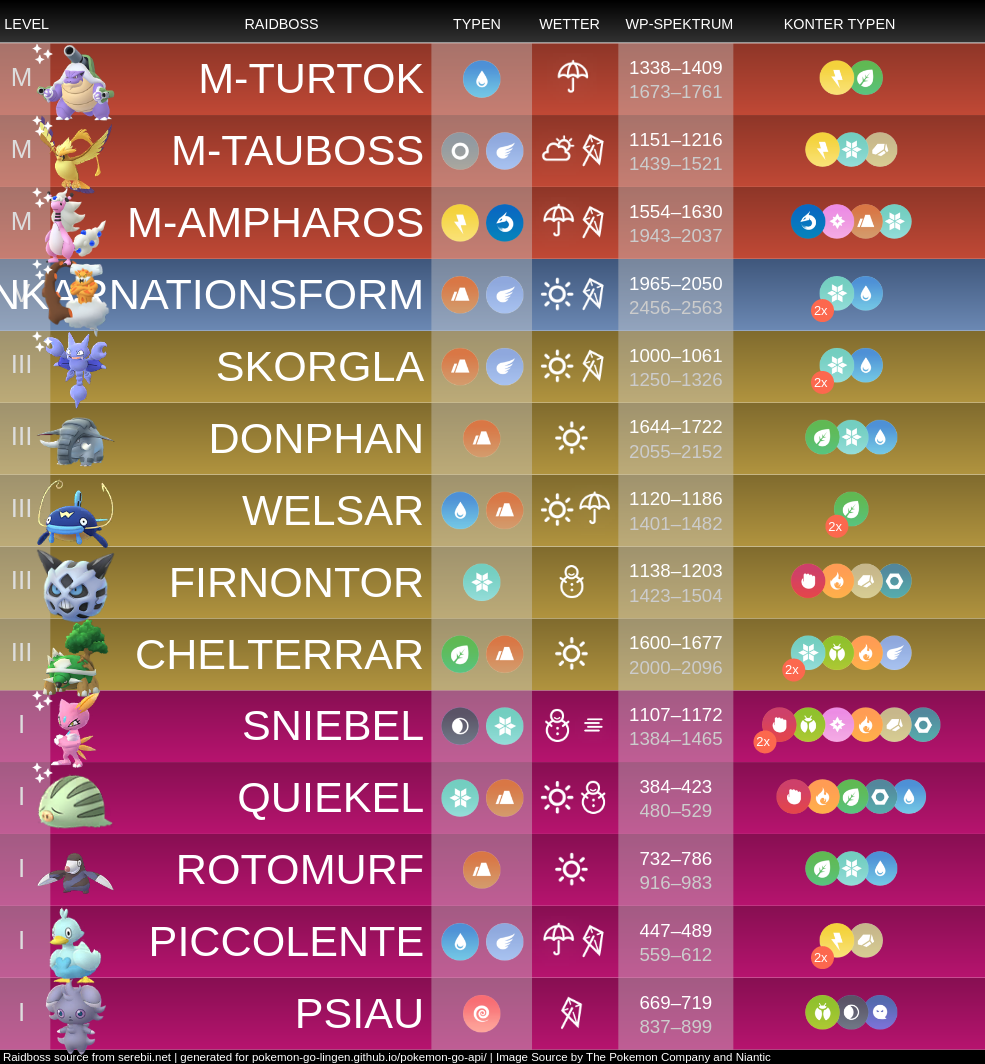 LEVEL RAIDBOSS TYPEN WETTER WP-SPEKTRUM KONTER TYPEN
M M-TURTOK 1338–1409
1673–1761
M M-TAUBOSS 1151–1216
1439–1521
M M-AMPHAROS 1554–1630
1943–2037
NKARNATIONSFORM 1965–2050
2456–2563
2x
III SKORGLA 1000–1061
1250–1326
2x
III DONPHAN 1644–1722
2055–2152
III WELSAR 1120–1186
1401–1482
2x
III FIRNONTOR 1138–1203
1423–1504
III CHELTERRAR 1600–1677
2000–2096
2x
I SNIEBEL 1107–1172
1384–1465
2x
I QUIEKEL 384–423
480–529
I ROTOMURF 732–786
916–983
I PICCOLENTE 447–489
559–612
2x
I PSIAU 669–719
837–899
Raidboss source from serebii.net | generated for pokemon-go-lingen.github.io/pokemon-go-api/ | Image Source by The Pokemon Company and Niantic